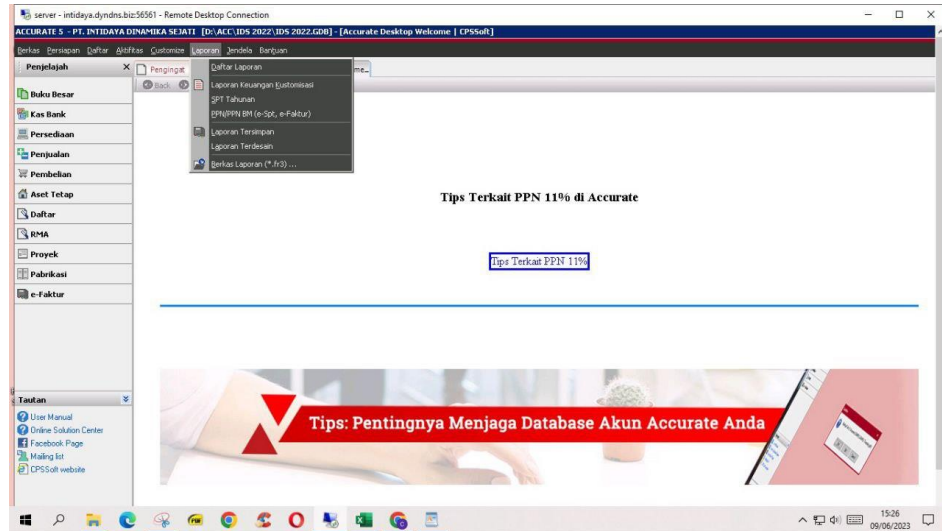 server - intidaya.dyndns.biz:56561 - Remote Desktop Connection
ACCURATE 5 - PT. INTIDAYA DINAMIKA SEJATI [D:\ACC\IDS 2022\IDS 2022.GDB] - [Accurate Desktop Welcome | CPSSoft]
Berkas Persiapan Daftar Aktifitas Customize Laporan Jendela Bantuan
Penjelajah X
Pengingat
me...
Back
Daftar Laporan
Laporan Keuangan Kustomisasi
SPT Tahunan
PPN/PPN BM (e-Spt, e-Faktur)
Laporan Tersimpan
Laporan Terdesain
Berkas Laporan (*.fr3) ...
Buku Besar
Kas Bank
Persediaan
Penjualan
Pembelian
Aset Tetap
Daftar
RMA
Proyek
Pabrikasi
e-Faktur
Tips Terkait PPN 11% di Accurate
Tips Terkait PPN 11%
Tips: Pentingnya Menjaga Database Akun Accurate Anda
Tautan
User Manual
Online Solution Center
Facebook Page
Mailing list
CPSSoft website
15:26
09/06/2023